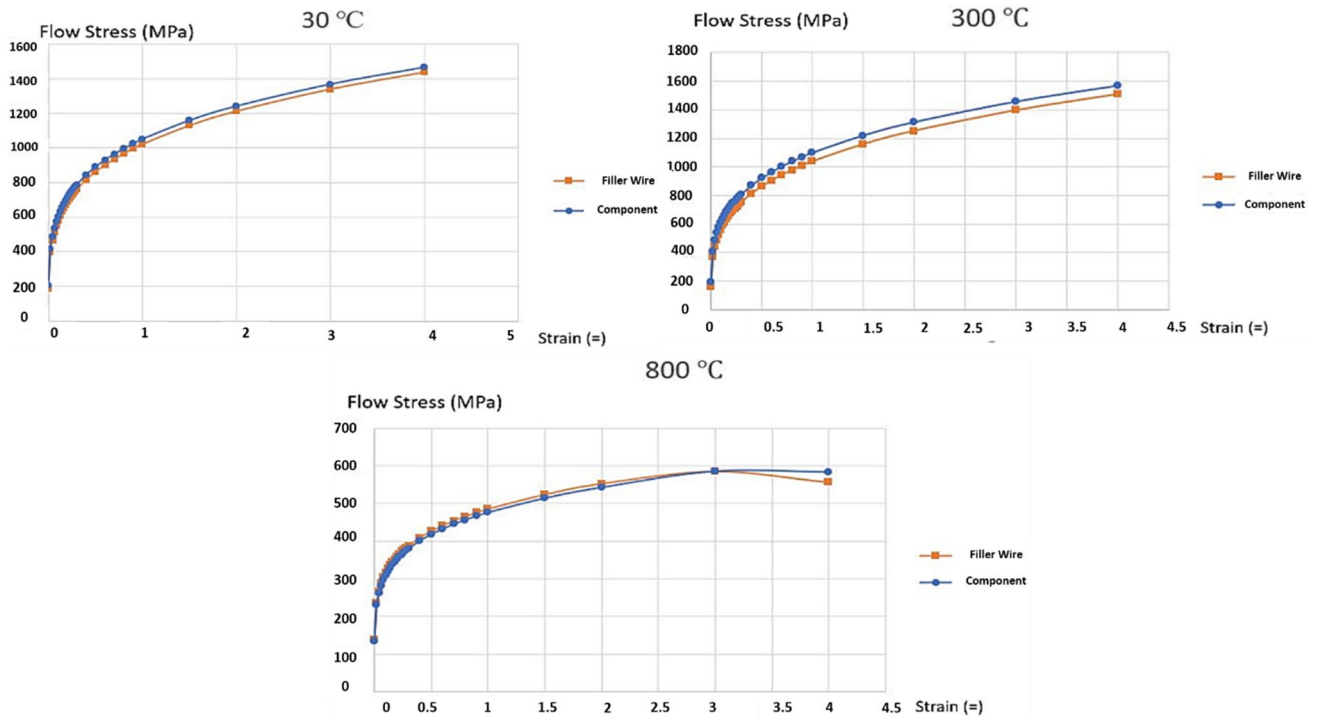 30 °C
Flow Stress (MPa)
1600
1400
1200
1000
800
600
400
200
0
0 1 2 3 4 5
Strain (=)
Filler Wire
Component
300 °C
Flow Stress (MPa)
1800
1600
1400
1200
1000
800
600
400
200
0
0 0.5 1 1.5 2 2.5 3 3.5 4 4.5
Strain (=)
Filler Wire
Component
800 °C
Flow Stress (MPa)
700
600
500
400
300
200
100
0
0 0.5 1 1.5 2 2.5 3 3.5 4 4.5
Strain (=)
Filler Wire
Component